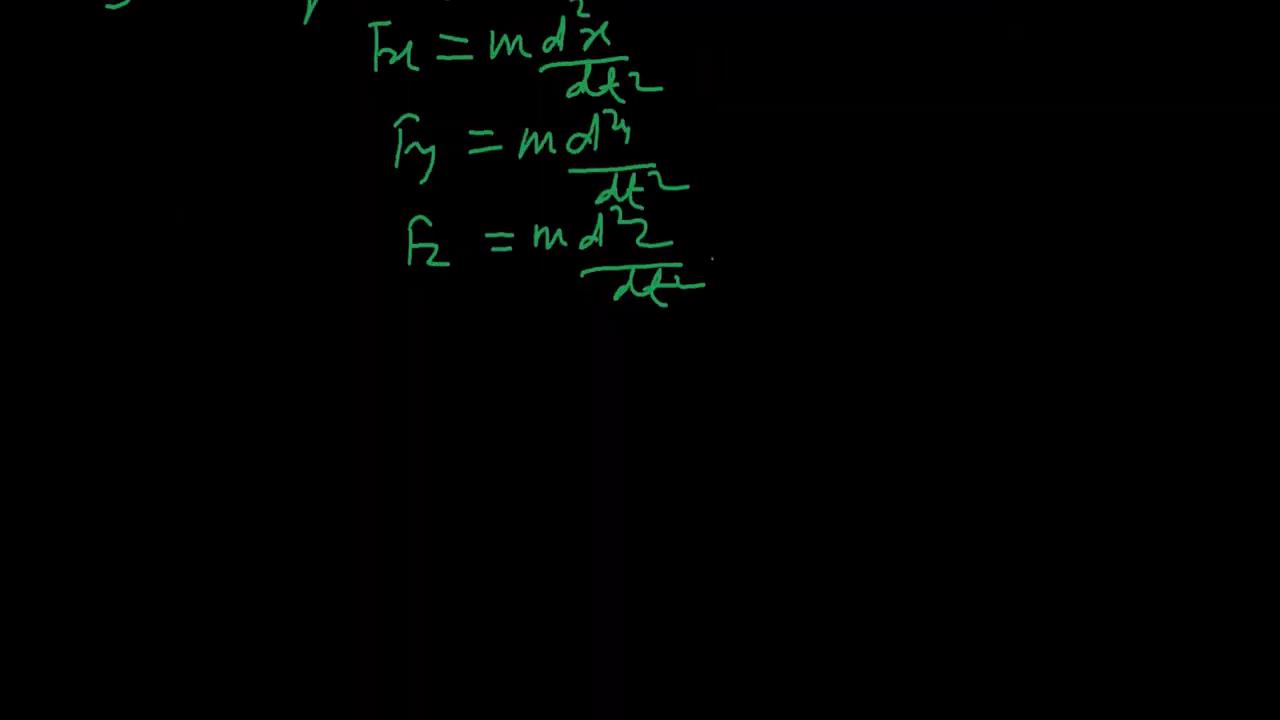 Fx = m d²x/dt²
Fy = m d²y/dt²
Fz = m d²z/dt²